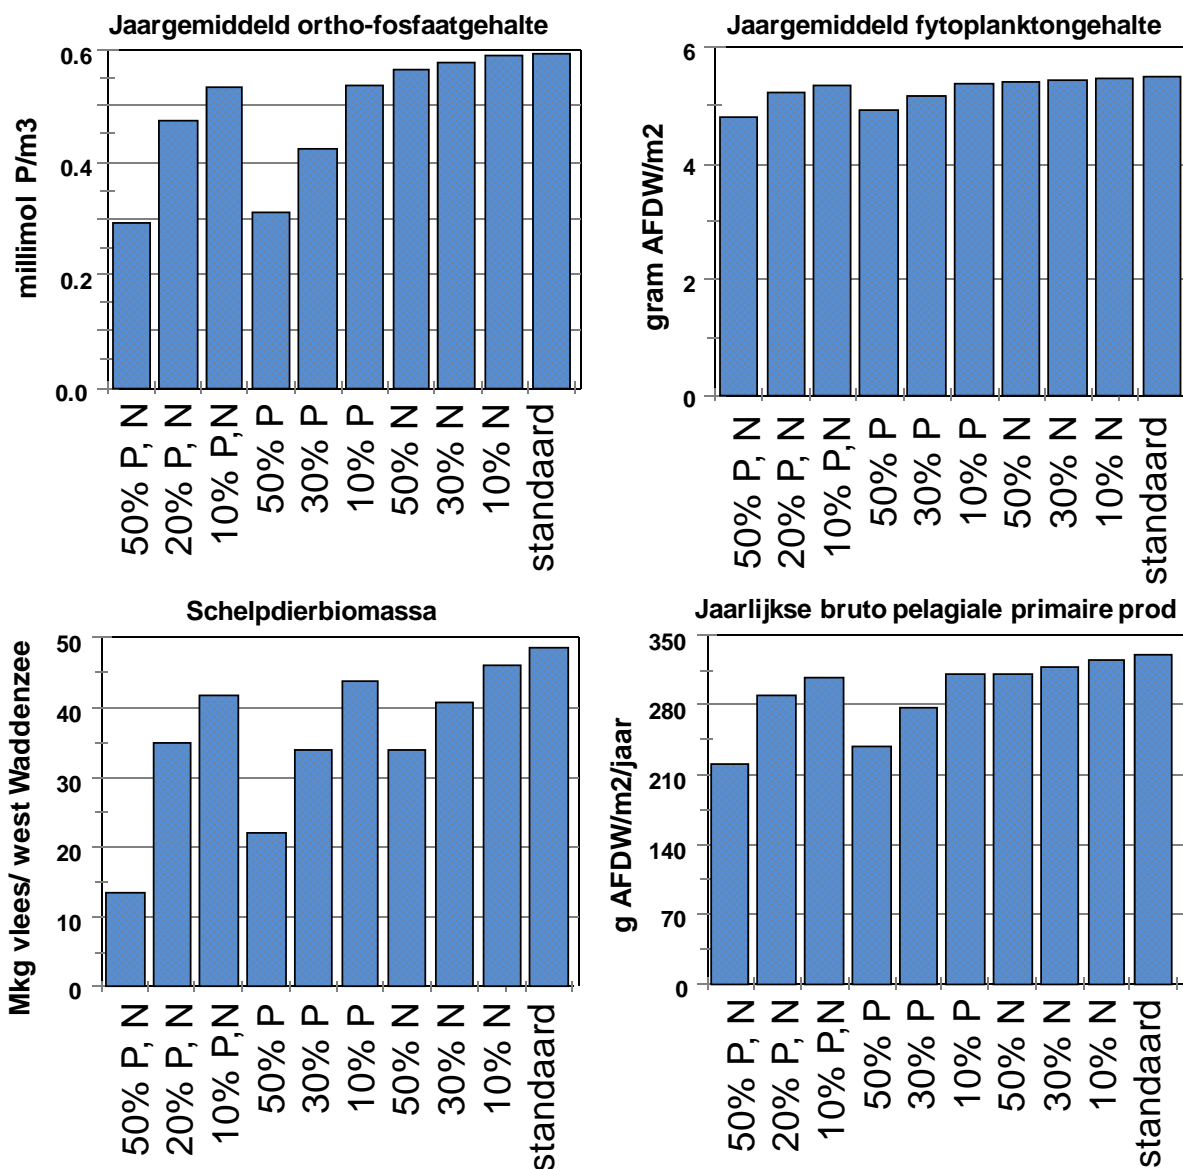 Jaargemiddeld ortho-fosfaatgehalte
millimol P/m3
0.6
0.4
0.2
0.0
50% P, N
20% P, N
10% P,N
50% P
30% P
10% P
50% N
30% N
10% N
standaard
Jaargemiddeld fytoplanktongehalte
gram AFDW/m2
6
4
2
0
50% P, N
20% P, N
10% P,N
50% P
30% P
10% P
50% N
30% N
10% N
standaard
Schelpdierbiomassa
Mkg vlees/ west Waddenzee
50
40
30
20
10
0
50% P, N
20% P, N
10% P,N
50% P
30% P
10% P
50% N
30% N
10% N
standaard
Jaarlijkse bruto pelagiale primaire prod
g AFDW/m2/jaar
350
280
210
140
70
0
50% P, N
20% P, N
10% P,N
50% P
30% P
10% P
50% N
30% N
10% N
standaard